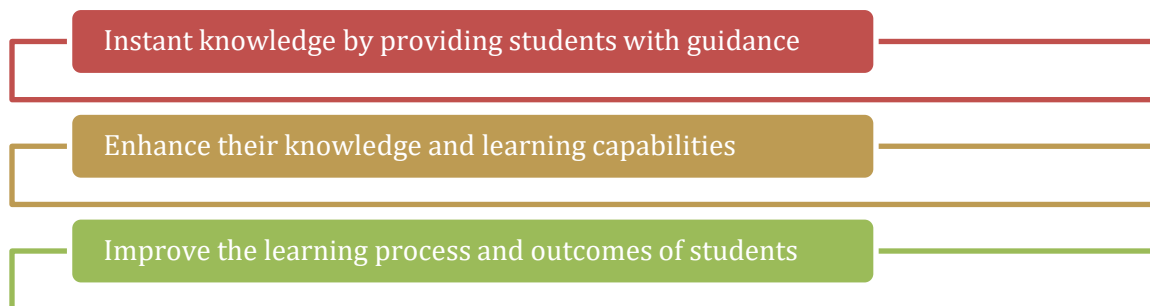 Instant knowledge by providing students with guidance
Enhance their knowledge and learning capabilities
Improve the learning process and outcomes of students